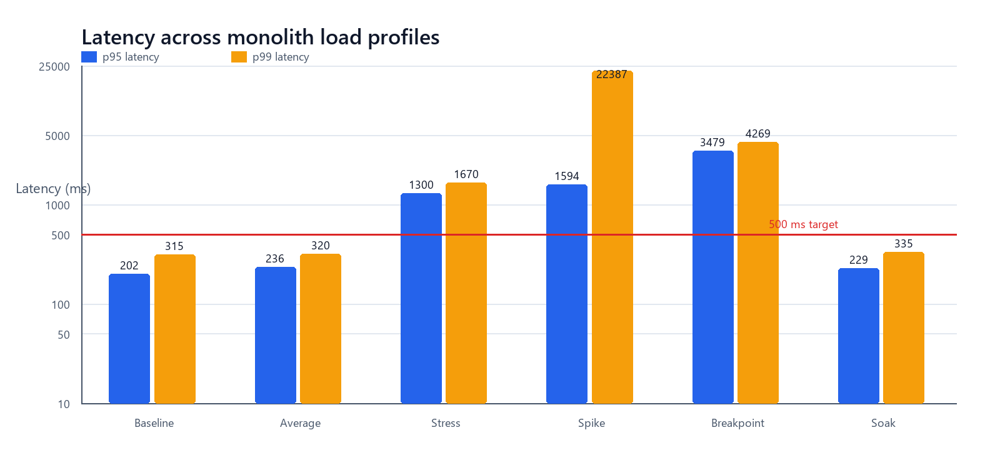 Latency across monolith load profiles
p95 latency
p99 latency
25000
22387
5000
4269
3479
1594
1670
1300
Latency (ms)
1000
500 ms target
500
315
320
335
202
236
229
100
50
10
Baseline
Average
Stress
Spike
Breakpoint
Soak